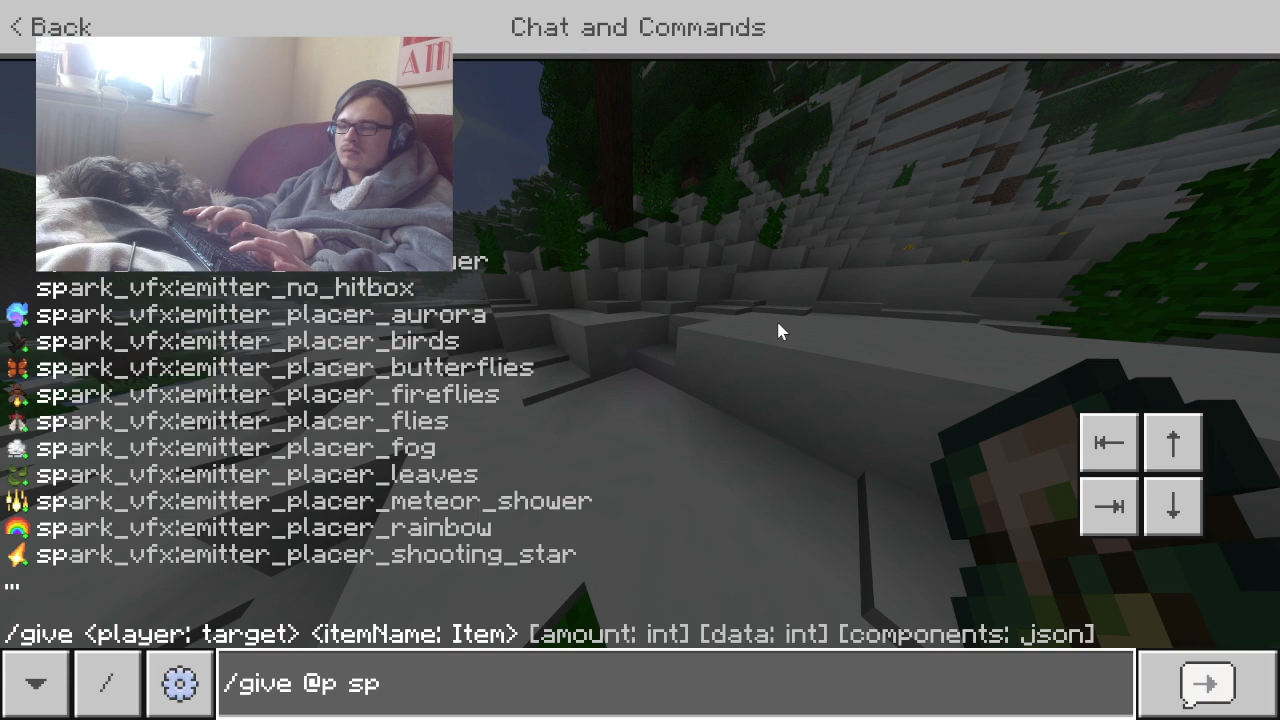 Back
Chat and Commands
AM
er
spark_vfx:emitter_no_hitbox
spark_vfx:emitter_placer_aurora
spark_vfx:emitter_placer_birds
spark_vfx:emitter_placer_butterflies
spark_vfx:emitter_placer_fireflies
spark_vfx:emitter_placer_flies
spark_vfx:emitter_placer_fog
spark_vfx:emitter_placer_leaves
spark_vfx:emitter_placer_meteor_shower
spark_vfx:emitter_placer_rainbow
spark_vfx:emitter_placer_shooting_star
...
/give <player: target> <itemName: Item> [amount: int] [data: int] [components: json]
/
/give @p sp